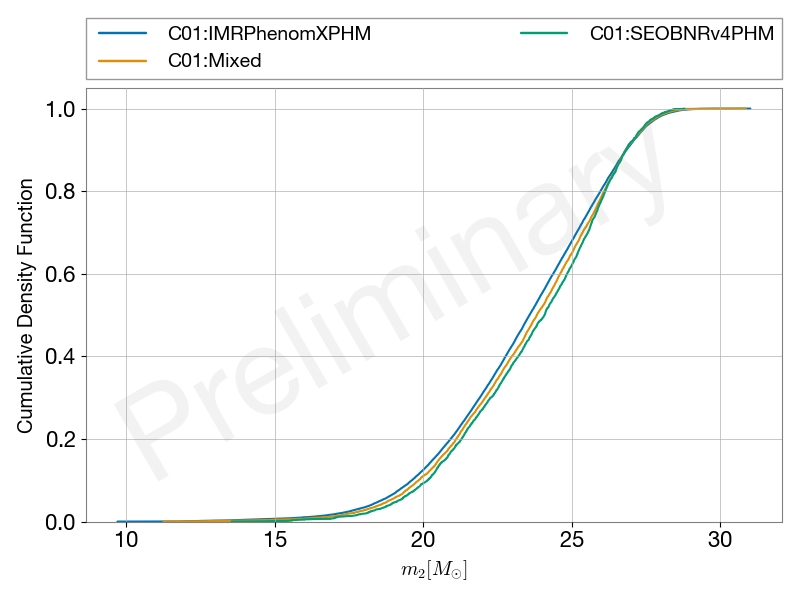 C01:IMRPhenomXPHM
C01:Mixed
C01:SEOBNRv4PHM
Preliminary
Cumulative Density Function
1.0
0.8
0.6
0.4
0.2
0.0
10 15 20 25 30
m₂[M⊙]